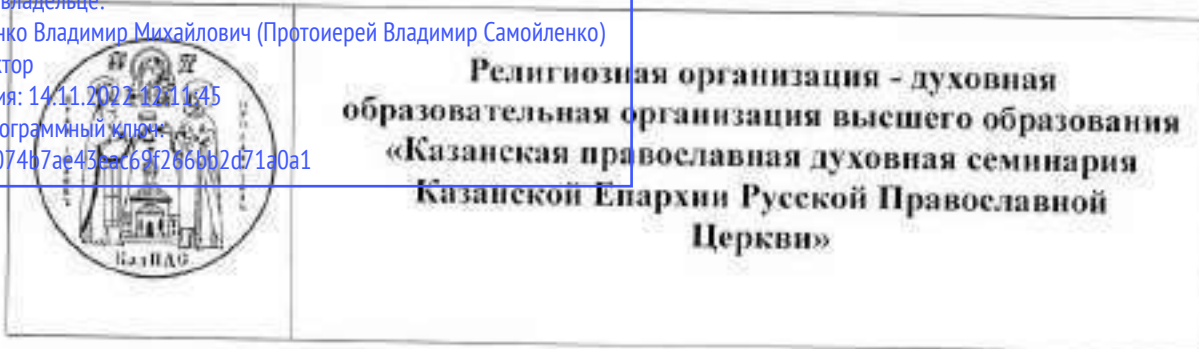 владельце:
нко Владимир Михайлович (Протоиерей Владимир Самойленко)
ктор
ия: 14.11.2022 12:11:45
ограммный ключ:
Религиозная организация - духовная
образовательная организация высшего образования
«Казанская православная духовная семинария
Казанской Епархии Русской Православной
Церкви»
КазПДС